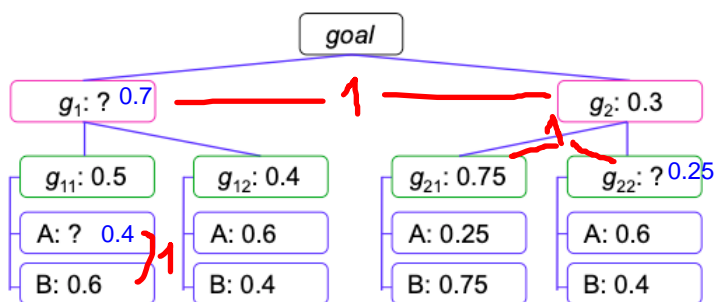 goal
g₁: ? 0.7 1 g₂: 0.3
1
g₁₁: 0.5 g₁₂: 0.4 g₂₁: 0.75 g₂₂: ? 0.25
A: ? 0.4 A: 0.6 A: 0.25 A: 0.6
1
B: 0.6 B: 0.4 B: 0.75 B: 0.4